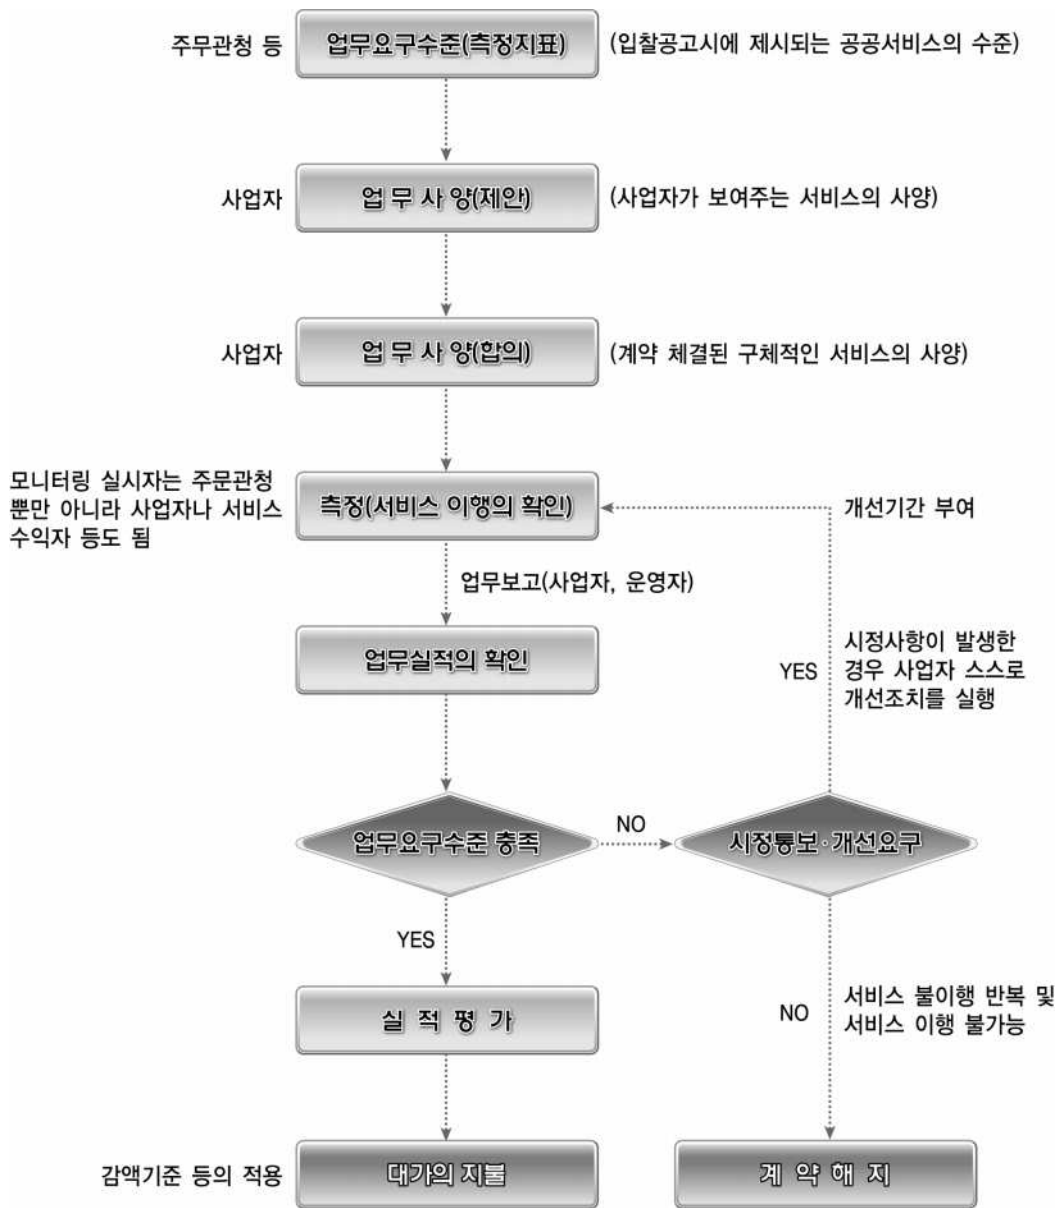 주무관청 등
업무요구수준(측정지표)
(입찰공고시에 제시되는 공공서비스의 수준)
사업자
업 무 사 양(제안)
(사업자가 보여주는 서비스의 사양)
사업자
업 무 사 양(합의)
(계약 체결된 구체적인 서비스의 사양)
모니터링 실시자는 주문관청
뿐만 아니라 사업자나 서비스
수익자 등도 됨
측정(서비스 이행의 확인)
개선기간 부여
업무보고(사업자, 운영자)
업무실적의 확인
YES
시정사항이 발생한
경우 사업자 스스로
개선조치를 실행
업무요구수준 충족
NO
시정통보·개선요구
YES
실 적 평 가
NO
서비스 불이행 반복 및
서비스 이행 불가능
감액기준 등의 적용
대가의 지불
계 약 해 지